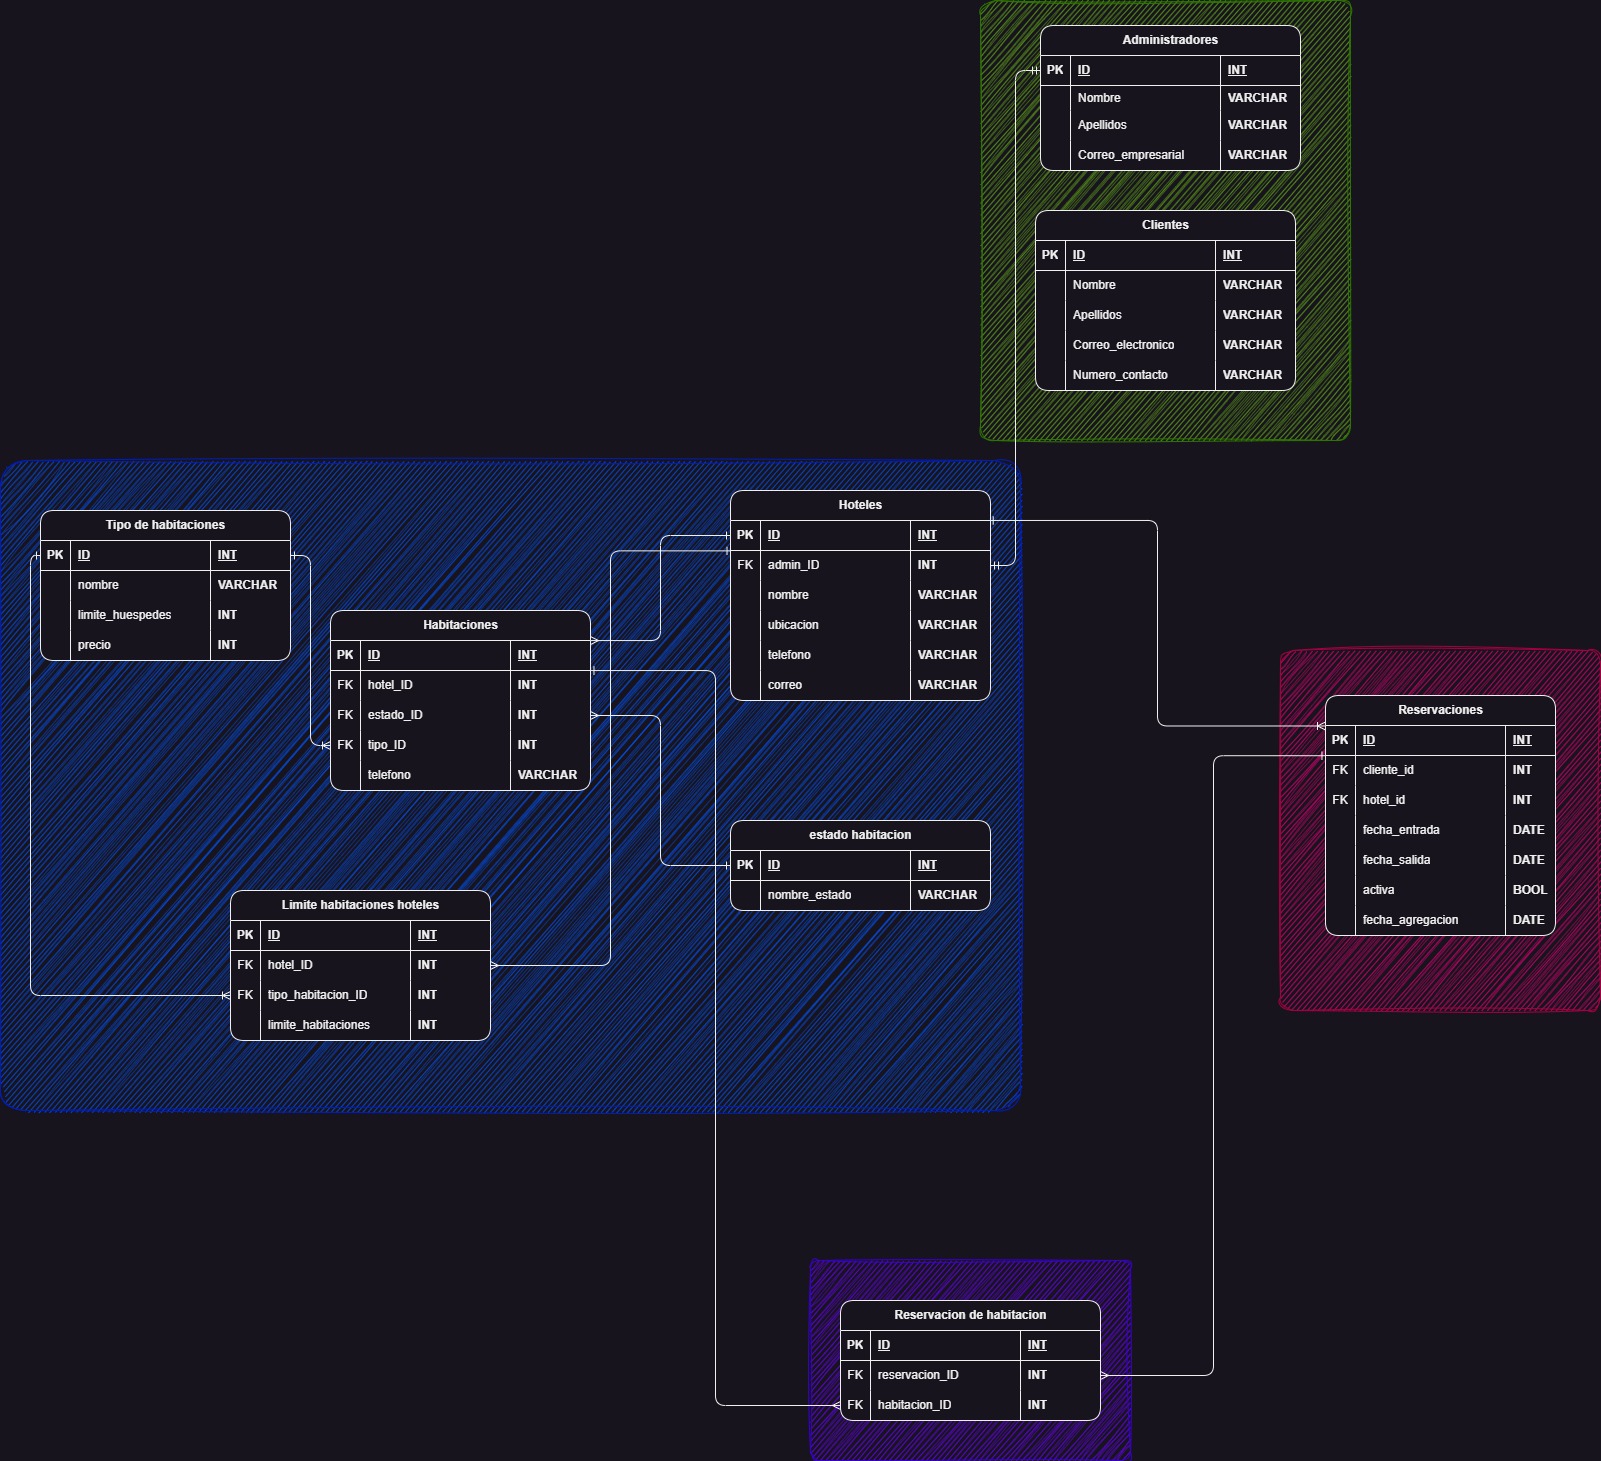 Administradores
PK ID INT
Nombre VARCHAR
Apellidos VARCHAR
Correo_empresarial VARCHAR
Clientes
PK ID INT
Nombre VARCHAR
Apellidos VARCHAR
Correo_electronico VARCHAR
Numero_contacto VARCHAR
Hoteles
PK ID INT
FK admin_ID INT
nombre VARCHAR
ubicacion VARCHAR
telefono VARCHAR
correo VARCHAR
Tipo de habitaciones
PK ID INT
nombre VARCHAR
limite_huespedes INT
precio INT
Habitaciones
PK ID INT
FK hotel_ID INT
FK estado_ID INT
FK tipo_ID INT
telefono VARCHAR
Reservaciones
PK ID INT
FK cliente_id INT
FK hotel_id INT
fecha_entrada DATE
fecha_salida DATE
activa BOOL
fecha_agregacion DATE
estado habitacion
PK ID INT
nombre_estado VARCHAR
Limite habitaciones hoteles
PK ID INT
FK hotel_ID INT
FK tipo_habitacion_ID INT
limite_habitaciones INT
Reservacion de habitacion
PK ID INT
FK reservacion_ID INT
FK habitacion_ID INT